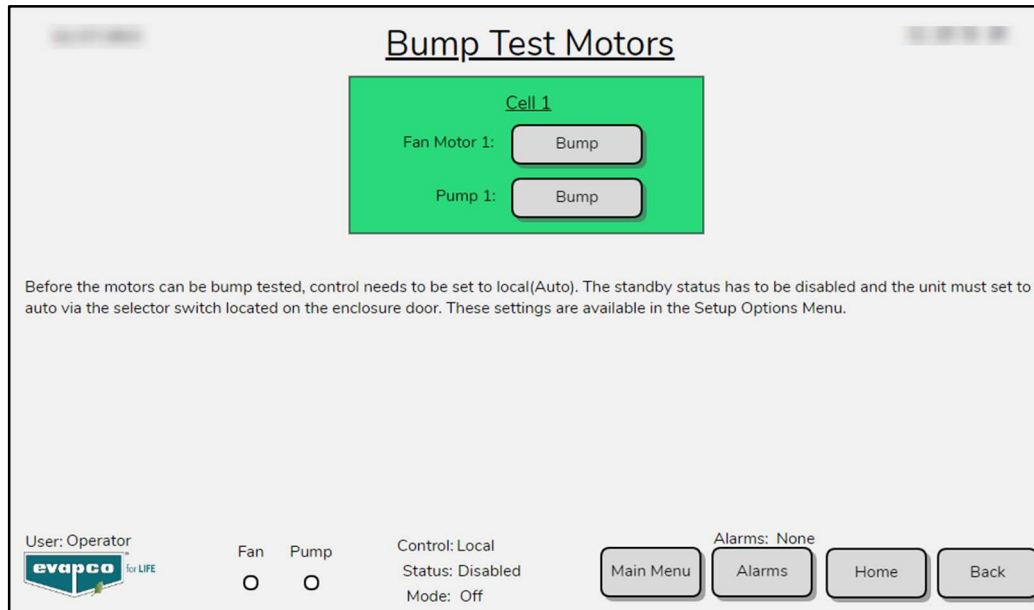 Bump Test Motors
Cell 1
Fan Motor 1: Bump
Pump 1: Bump
Before the motors can be bump tested, control needs to be set to local(Auto). The standby status has to be disabled and the unit must set to
auto via the selector switch located on the enclosure door. These settings are available in the Setup Options Menu.
User: Operator
evapco for LIFE
Fan Pump
O O
Control: Local
Status: Disabled
Mode: Off
Alarms: None
Main Menu Alarms Home Back